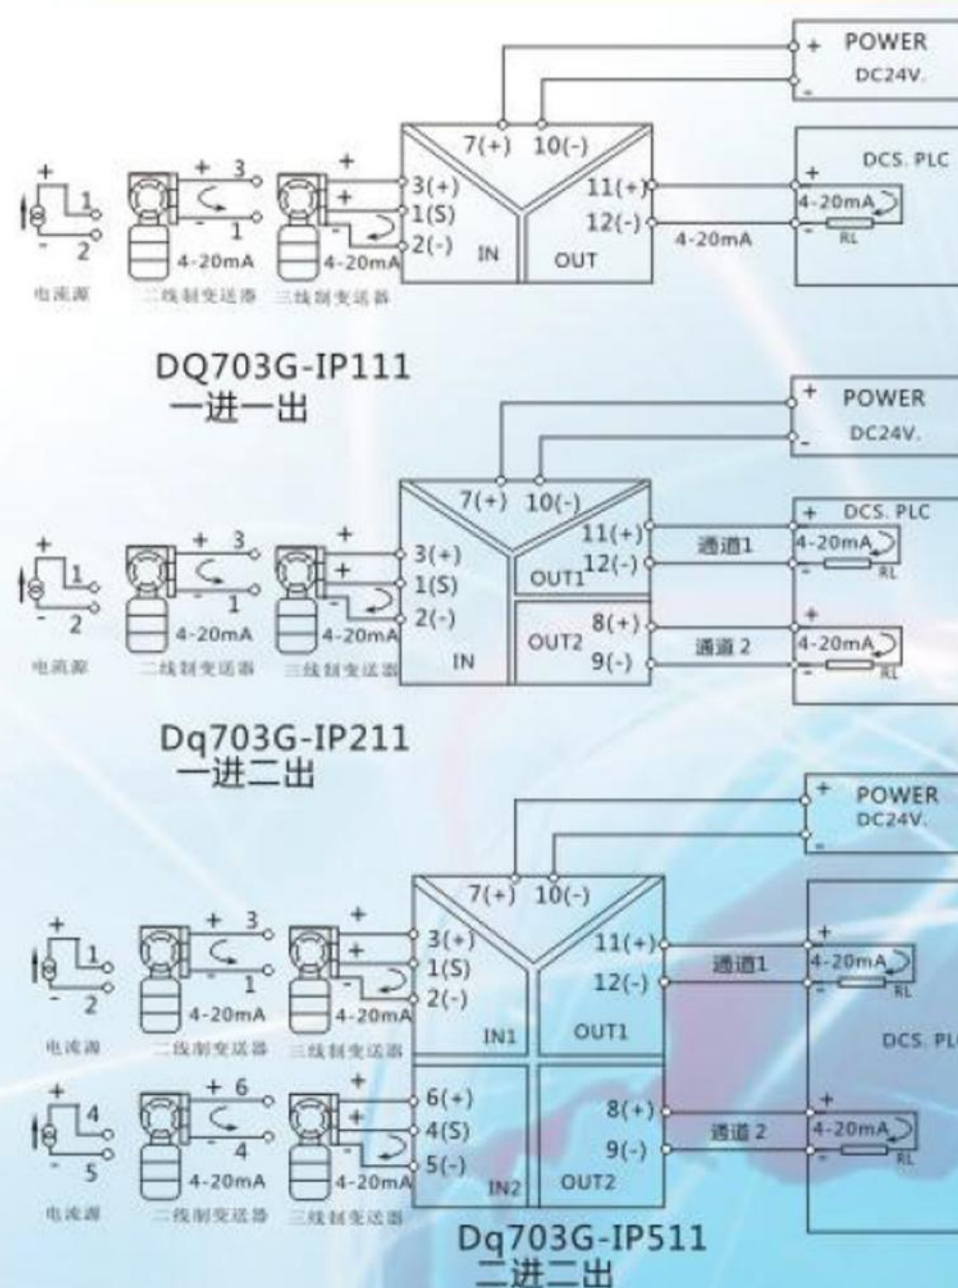 POWER
DC24V.
+
-
DCS. PLC
7(+) 10(-)
+ 1
- 2
电流源
+ 3
- 1
4-20mA
二线制变送器
+
+
-
4-20mA
三线制变送器
3(+)
1(S)
2(-)
IN
OUT
11(+)
12(-)
4-20mA
+
4-20mA
-
RL
DQ703G-IP111
一进一出
+
POWER
-
DC24V.
7(+) 10(-)
+ 1
- 2
电流源
+ 3
- 1
4-20mA
二线制变送器
+
+
-
4-20mA
三线制变送器
3(+)
1(S)
2(-)
IN
11(+)
OUT1 12(-)
OUT2
8(+)
9(-)
通道1
通道2
+ DCS. PLC
4-20mA
- RL
+
4-20mA
- RL
Dq703G-IP211
一进二出
+
POWER
DC24V.
-
7(+) 10(-)
+ 1
- 2
电流源
+ 3
- 1
4-20mA
二线制变送器
+
+
-
4-20mA
三线制变送器
3(+)
1(S)
2(-)
IN1
11(+)
12(-)
OUT1
通道1
+
4-20mA
- RL
DCS. PLC
+ 4
- 5
电流源
+ 6
- 4
4-20mA
二线制变送器
+
+
-
4-20mA
三线制变送器
6(+)
4(S)
5(-)
IN2
8(+)
9(-)
OUT2
通道2
+
4-20mA
- RL
Dq703G-IP511
二进二出